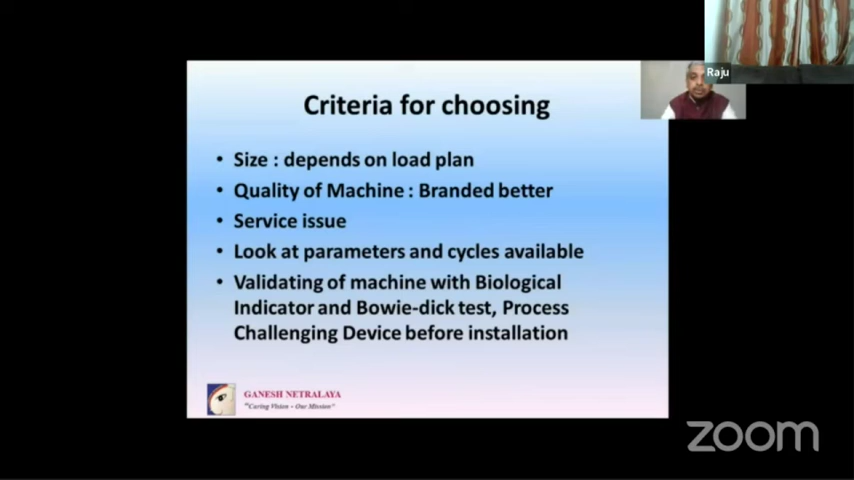 Raju
Criteria for choosing
• Size : depends on load plan
• Quality of Machine : Branded better
• Service issue
• Look at parameters and cycles available
• Validating of machine with Biological
Indicator and Bowie-dick test, Process
Challenging Device before installation
GANESH NETRALAYA
"Caring Vision - Our Mission"
zoom